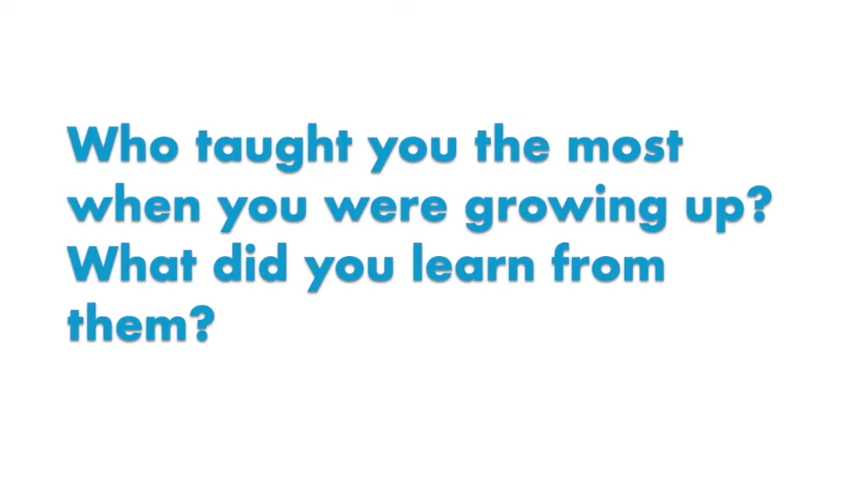 Who taught you the most
when you were growing up?
What did you learn from
them?